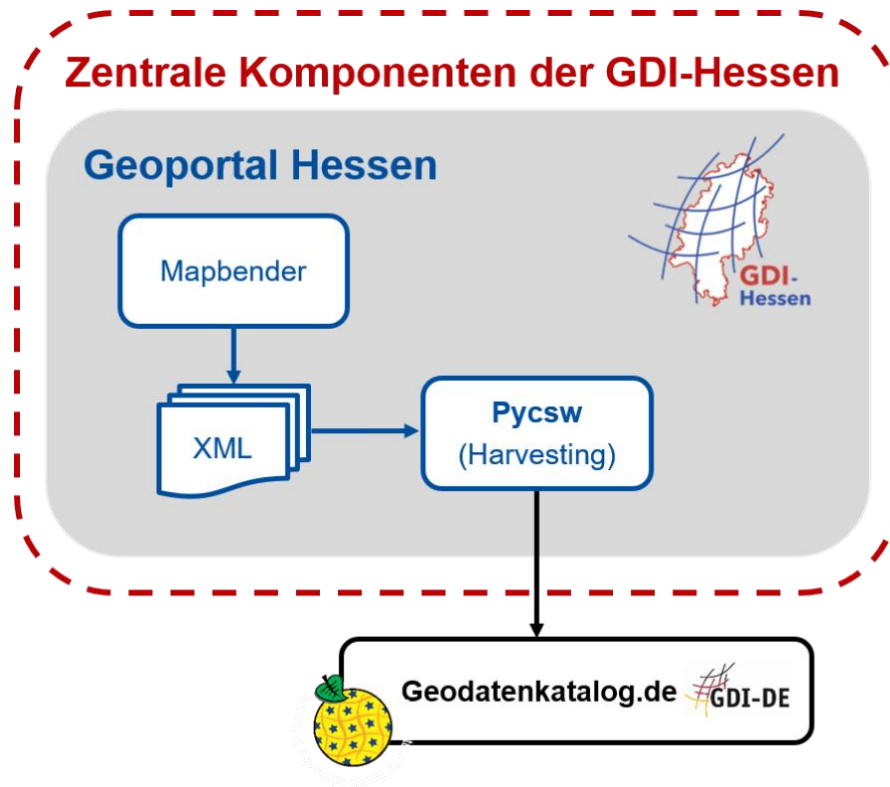 Zentrale Komponenten der GDI-Hessen
Geoportal Hessen
Mapbender
GDI-
Hessen
XML
Pycsw
(Harvesting)
Geodatenkatalog.de
GDI-DE